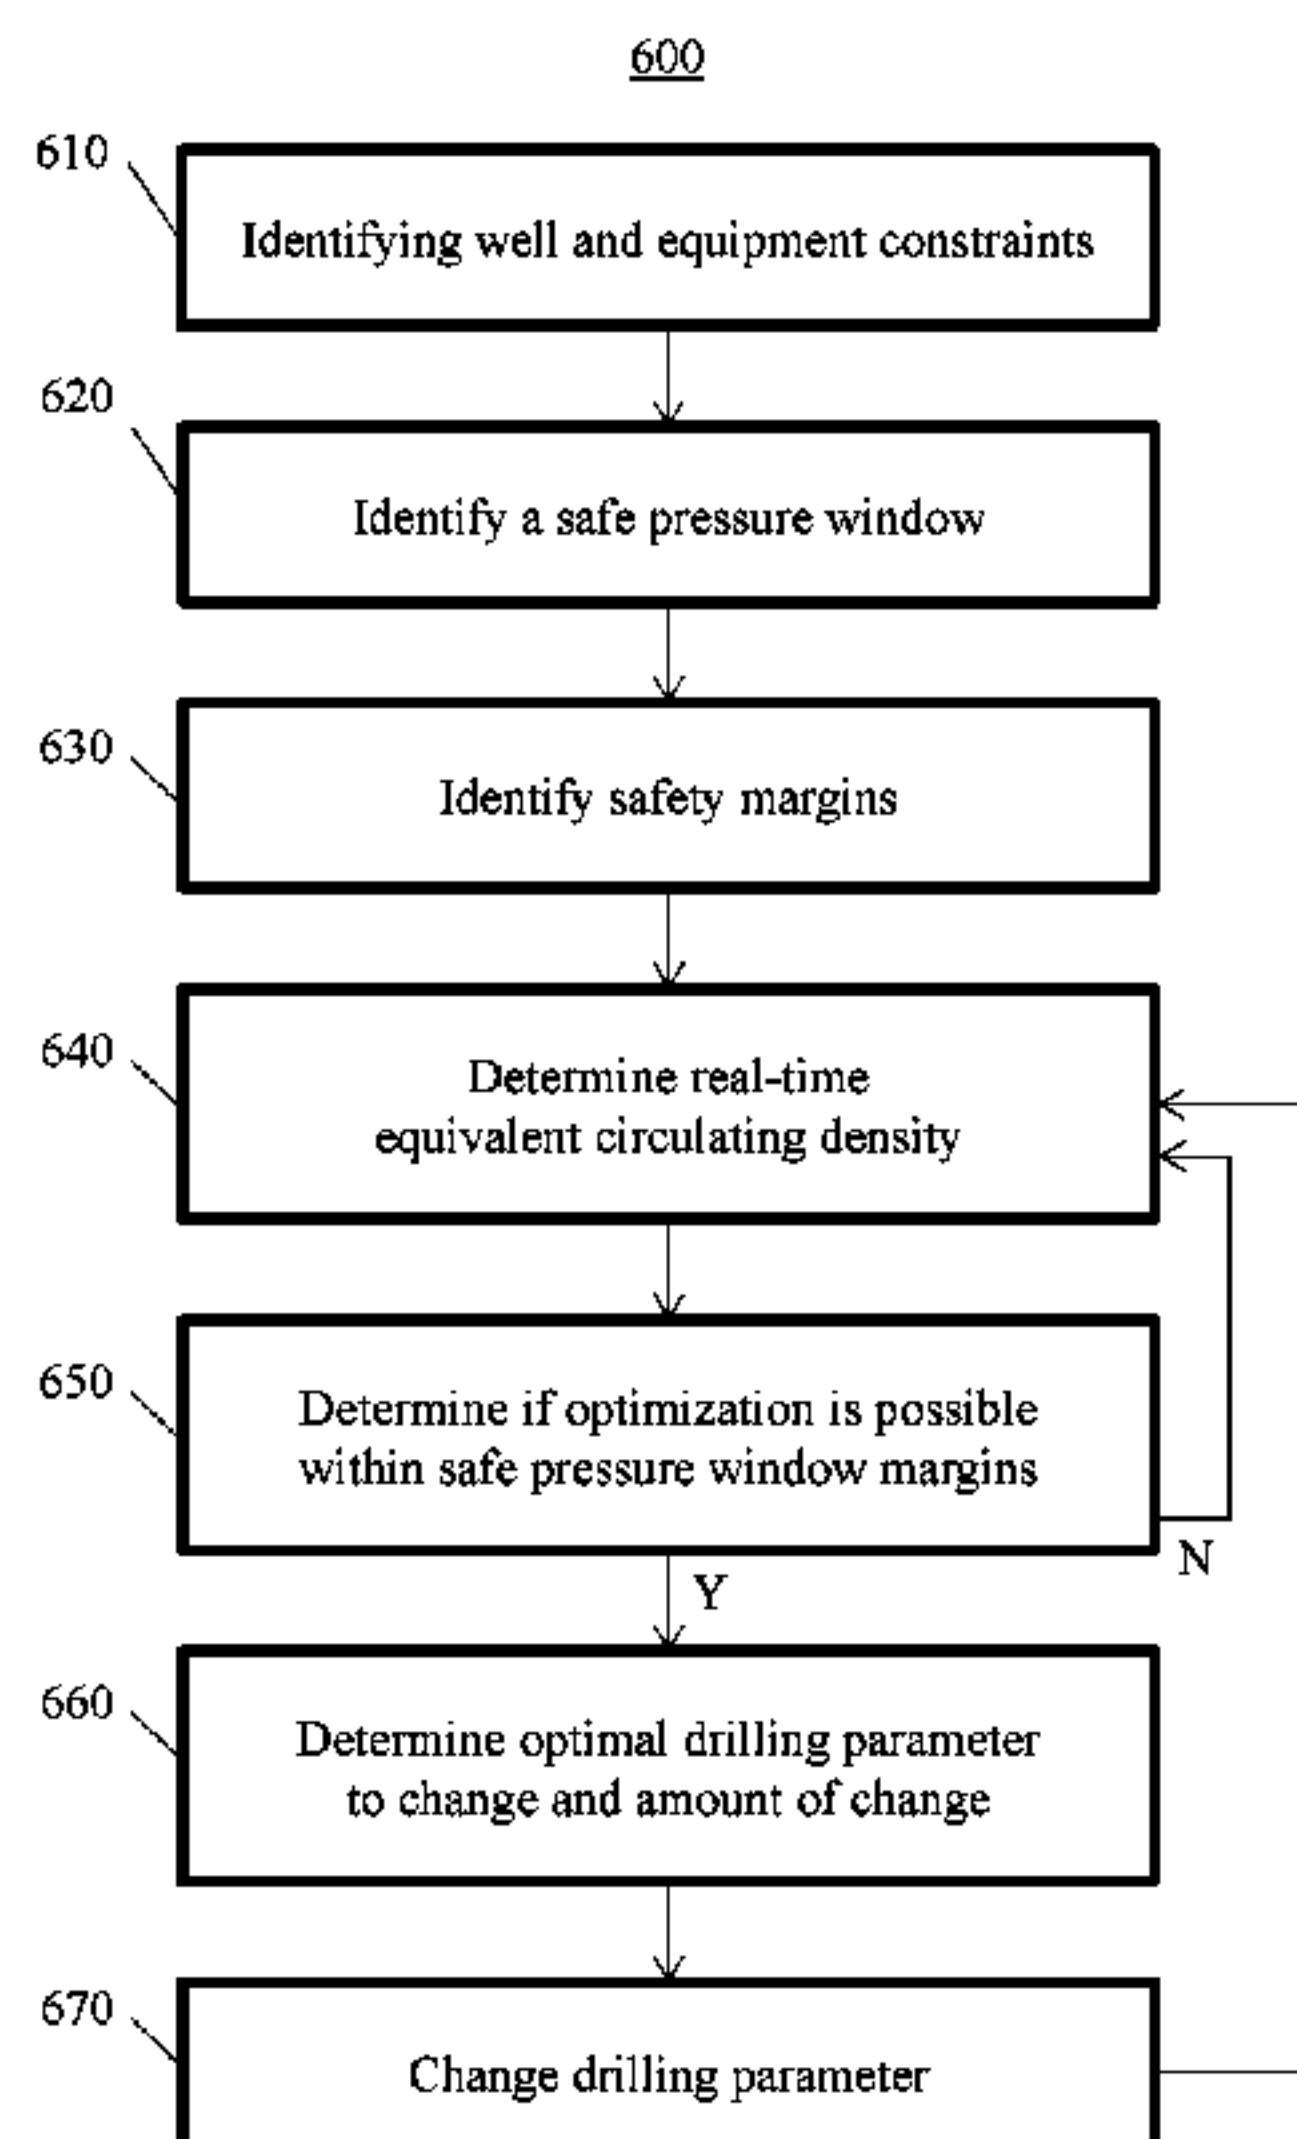 600
610
Identifying well and equipment constraints
620
Identify a safe pressure window
630
Identify safety margins
640
Determine real-time
equivalent circulating density
650
Determine if optimization is possible
within safe pressure window margins
N
Y
660
Determine optimal drilling parameter
to change and amount of change
670
Change drilling parameter